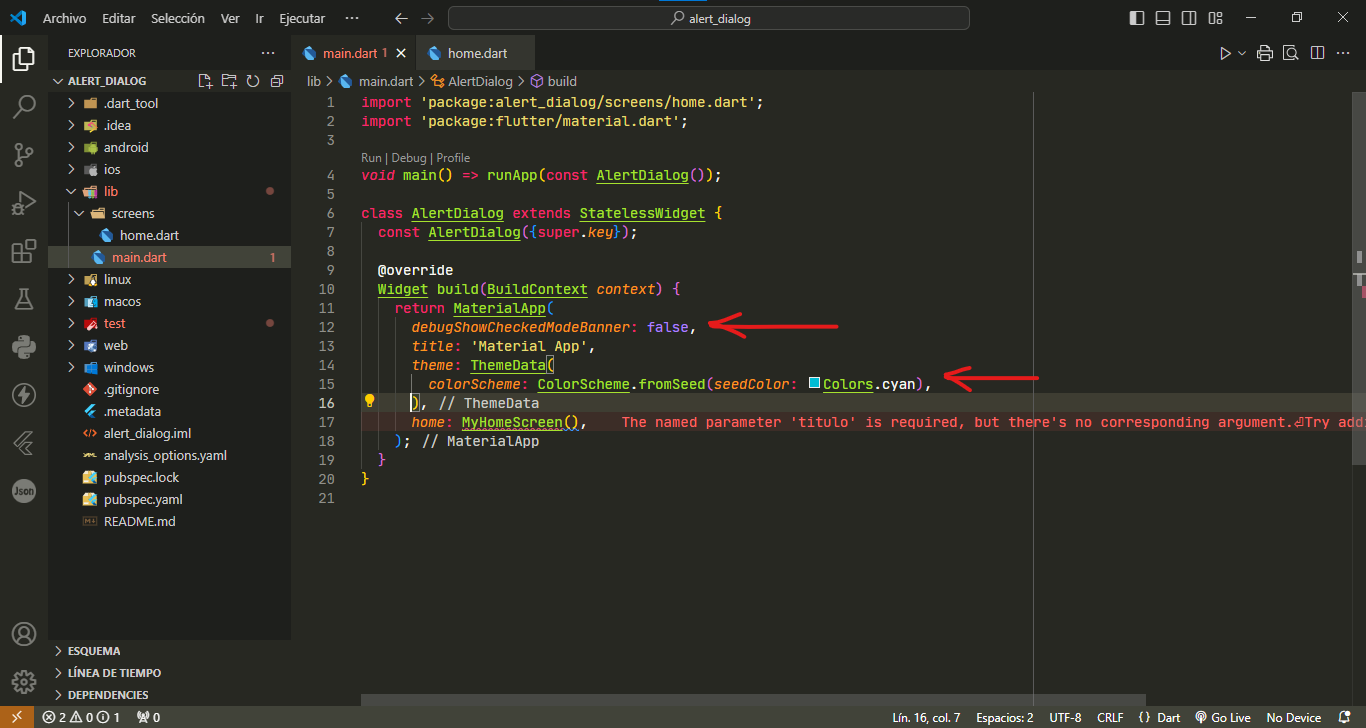 Archivo Editar Selección Ver Ir Ejecutar ··· alert_dialog
EXPLORADOR ···
main.dart 1
home.dart
ALERT_DIALOG
lib > main.dart > AlertDialog > build
.dart_tool
.idea
android
ios
lib
screens
home.dart
main.dart 1
linux
macos
test
web
windows
.gitignore
.metadata
alert_dialog.iml
analysis_options.yaml
pubspec.lock
pubspec.yaml
README.md
ESQUEMA
LÍNEA DE TIEMPO
DEPENDENCIES
Json
1 import 'package:alert_dialog/screens/home.dart';
2 import 'package:flutter/material.dart';
3
Run | Debug | Profile
4 void main() => runApp(const AlertDialog());
5
6 class AlertDialog extends StatelessWidget {
7 const AlertDialog({super.key});
8
9 @override
10 Widget build(BuildContext context) {
11 return MaterialApp(
12 debugShowCheckedModeBanner: false,
13 title: 'Material App',
14 theme: ThemeData(
15 colorScheme: ColorScheme.fromSeed(seedColor: Colors.cyan),
16 ), // ThemeData
17 home: MyHomeScreen(), The named parameter 'titulo' is required, but there's no corresponding argument.⏎Try add
18 ); // MaterialApp
19 }
20 }
21
2 0 1 0 Lín. 16, col. 7 Espacios: 2 UTF-8 CRLF {} Dart Go Live No Device